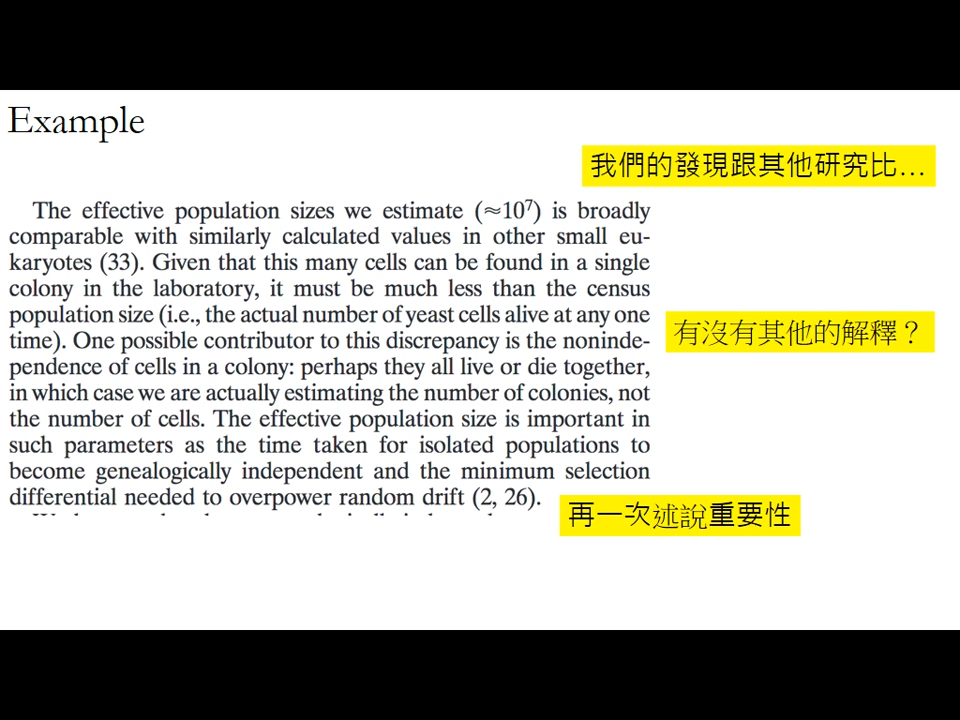 Example
我們的發現跟其他研究比…
The effective population sizes we estimate (≈10⁷) is broadly
comparable with similarly calculated values in other small eu-
karyotes (33). Given that this many cells can be found in a single
colony in the laboratory, it must be much less than the census
population size (i.e., the actual number of yeast cells alive at any one
time). One possible contributor to this discrepancy is the noninde-
pendence of cells in a colony: perhaps they all live or die together,
in which case we are actually estimating the number of colonies, not
the number of cells. The effective population size is important in
such parameters as the time taken for isolated populations to
become genealogically independent and the minimum selection
differential needed to overpower random drift (2, 26).
有沒有其他的解釋？
再一次述說重要性